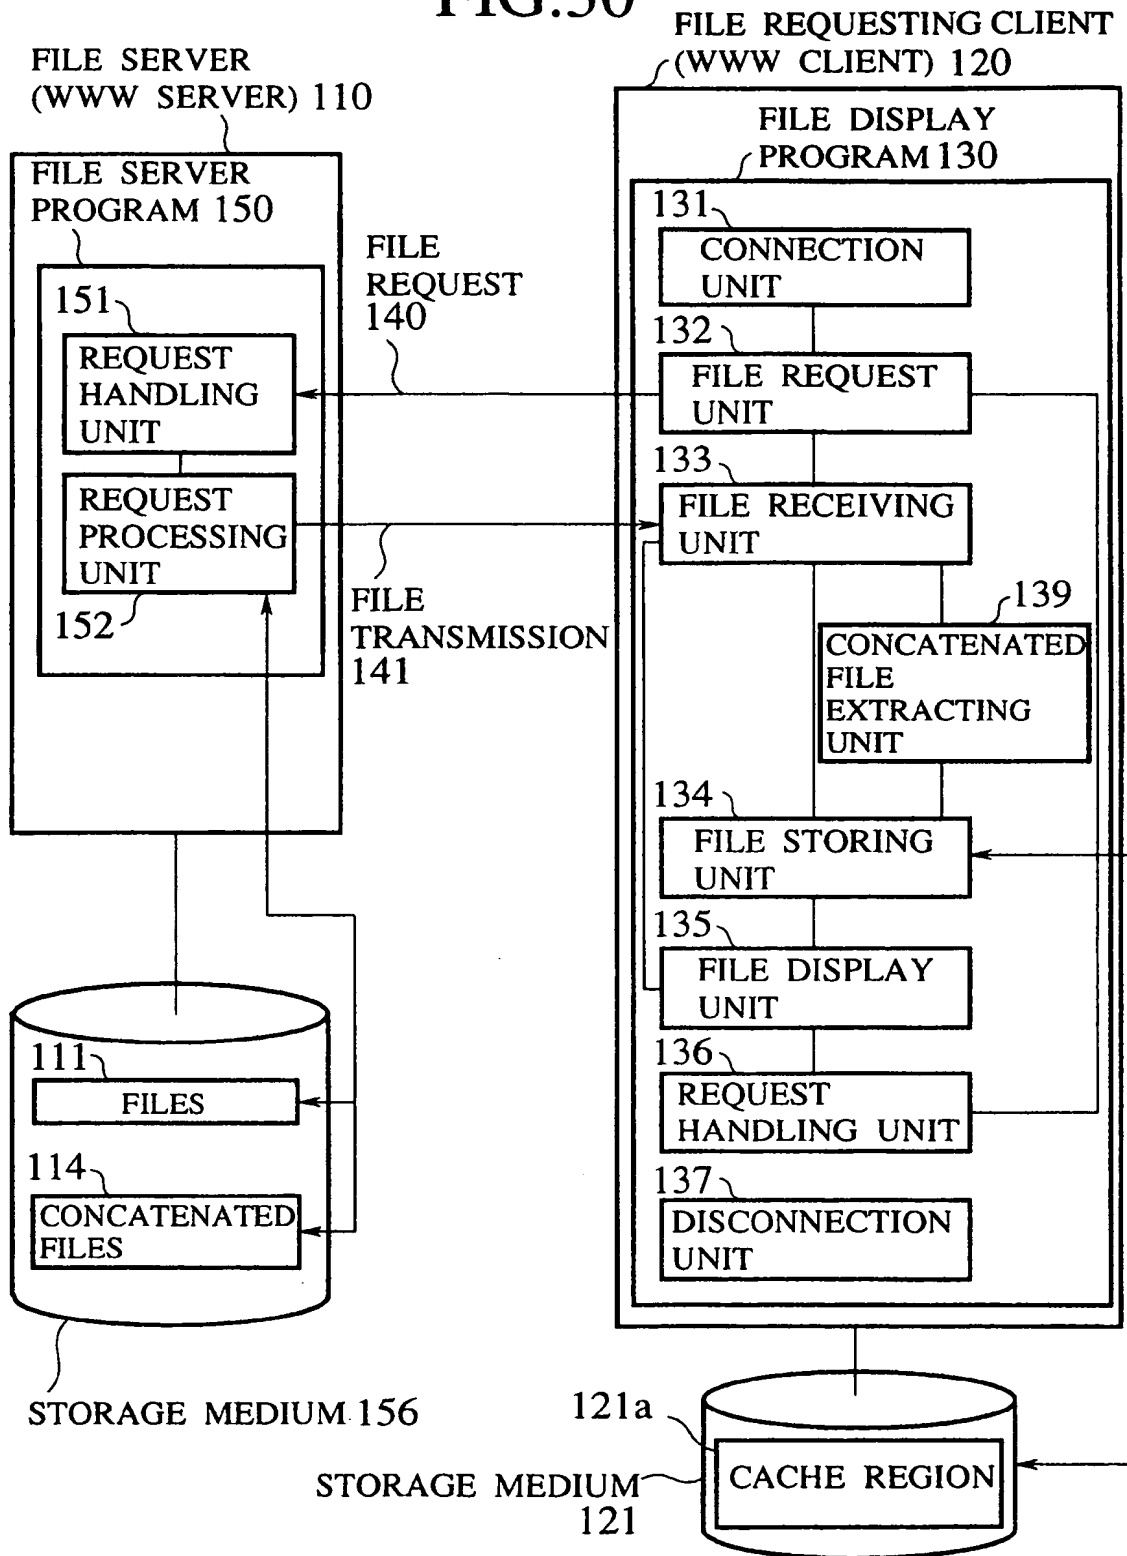 FIG.30
FILE REQUESTING CLIENT
(WWW CLIENT) 120
FILE SERVER
(WWW SERVER) 110
FILE DISPLAY
PROGRAM 130
FILE SERVER
PROGRAM 150
131
CONNECTION
UNIT
FILE
REQUEST
140
151
REQUEST
HANDLING
UNIT
132
FILE REQUEST
UNIT
133
FILE RECEIVING
UNIT
REQUEST
PROCESSING
UNIT
152
FILE
TRANSMISSION
141
139
CONCATENATED
FILE
EXTRACTING
UNIT
134
FILE STORING
UNIT
135
FILE DISPLAY
UNIT
111
FILES
136
REQUEST
HANDLING UNIT
114
CONCATENATED
FILES
137
DISCONNECTION
UNIT
STORAGE MEDIUM 156
121a
CACHE REGION
STORAGE MEDIUM
121